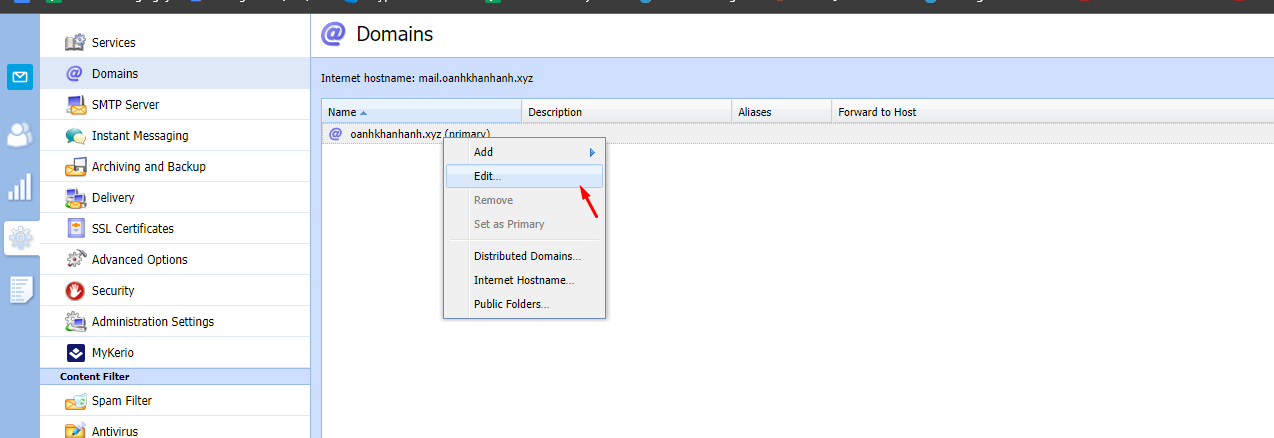 Domains
Internet hostname: mail.oanhkhanhanh.xyz
Services
Domains
SMTP Server
Instant Messaging
Archiving and Backup
Delivery
SSL Certificates
Advanced Options
Security
Administration Settings
MyKerio
Content Filter
Spam Filter
Antivirus
Name Description Aliases Forward to Host
oanhkhanhanh.xyz (primary)
Add
Edit...
Remove
Set as Primary
Distributed Domains...
Internet Hostname...
Public Folders...